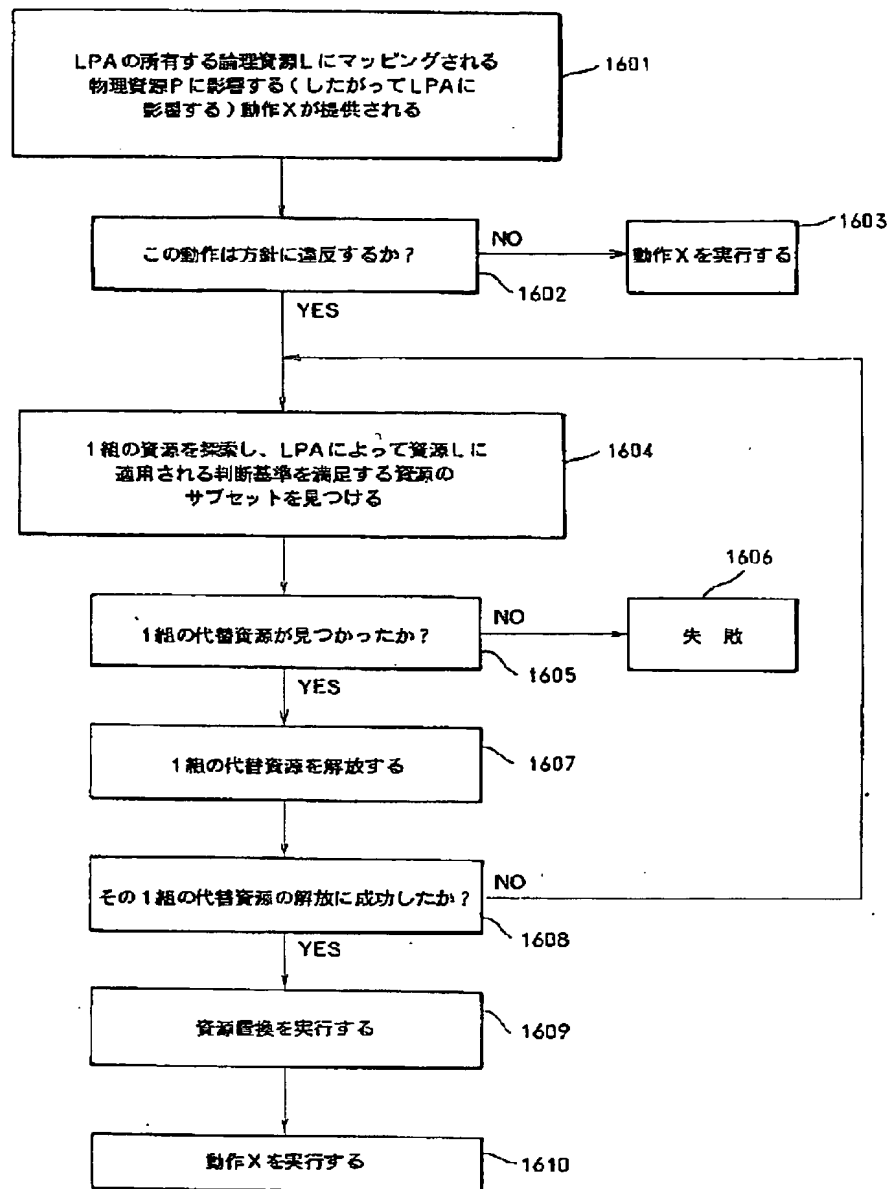 LPAの所有する論理資源Lにマッピングされる
物理資源Pに影響する(したがってLPAに
影響する)動作Xが提供される
1601
この動作は方針に違反するか?
NO
1602
YES
1603
動作Xを実行する
1組の資源を探索し、LPAによって資源Lに
適用される判断基準を満足する資源の
サブセットを見つける
1604
1組の代替資源が見つかったか?
NO
1605
YES
1606
失 敗
1組の代替資源を解放する
1607
その1組の代替資源の解放に成功したか?
NO
1608
YES
資源置換を実行する
1609
動作Xを実行する
1610